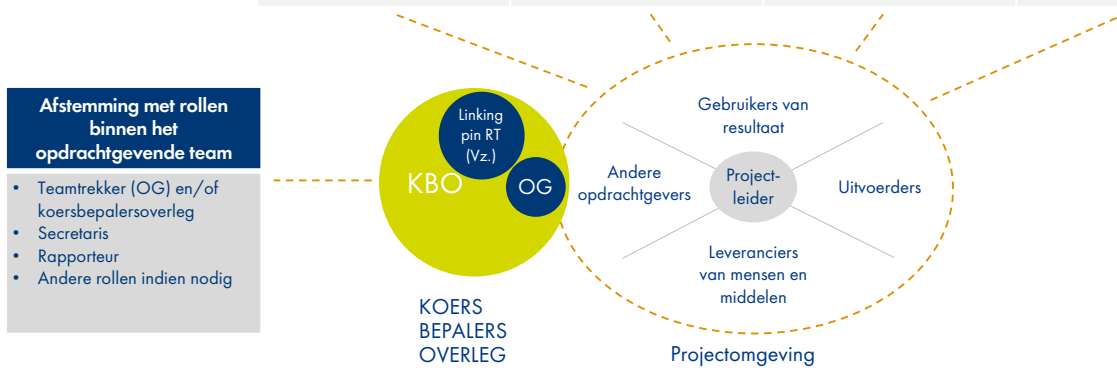 Afstemming met rollen
binnen het
opdrachtgevende team
• Teamtrekker (OG) en/of
koersbepalersoverleg
• Secretaris
• Rapporteur
• Andere rollen indien nodig
Linking
pin RT
(Vz.)
KBO
OG
KOERS
BEPALERS
OVERLEG
Gebruikers van
resultaat
Andere
opdrachtgevers
Project-
leider
Uitvoerders
Leveranciers
van mensen en
middelen
Projectomgeving